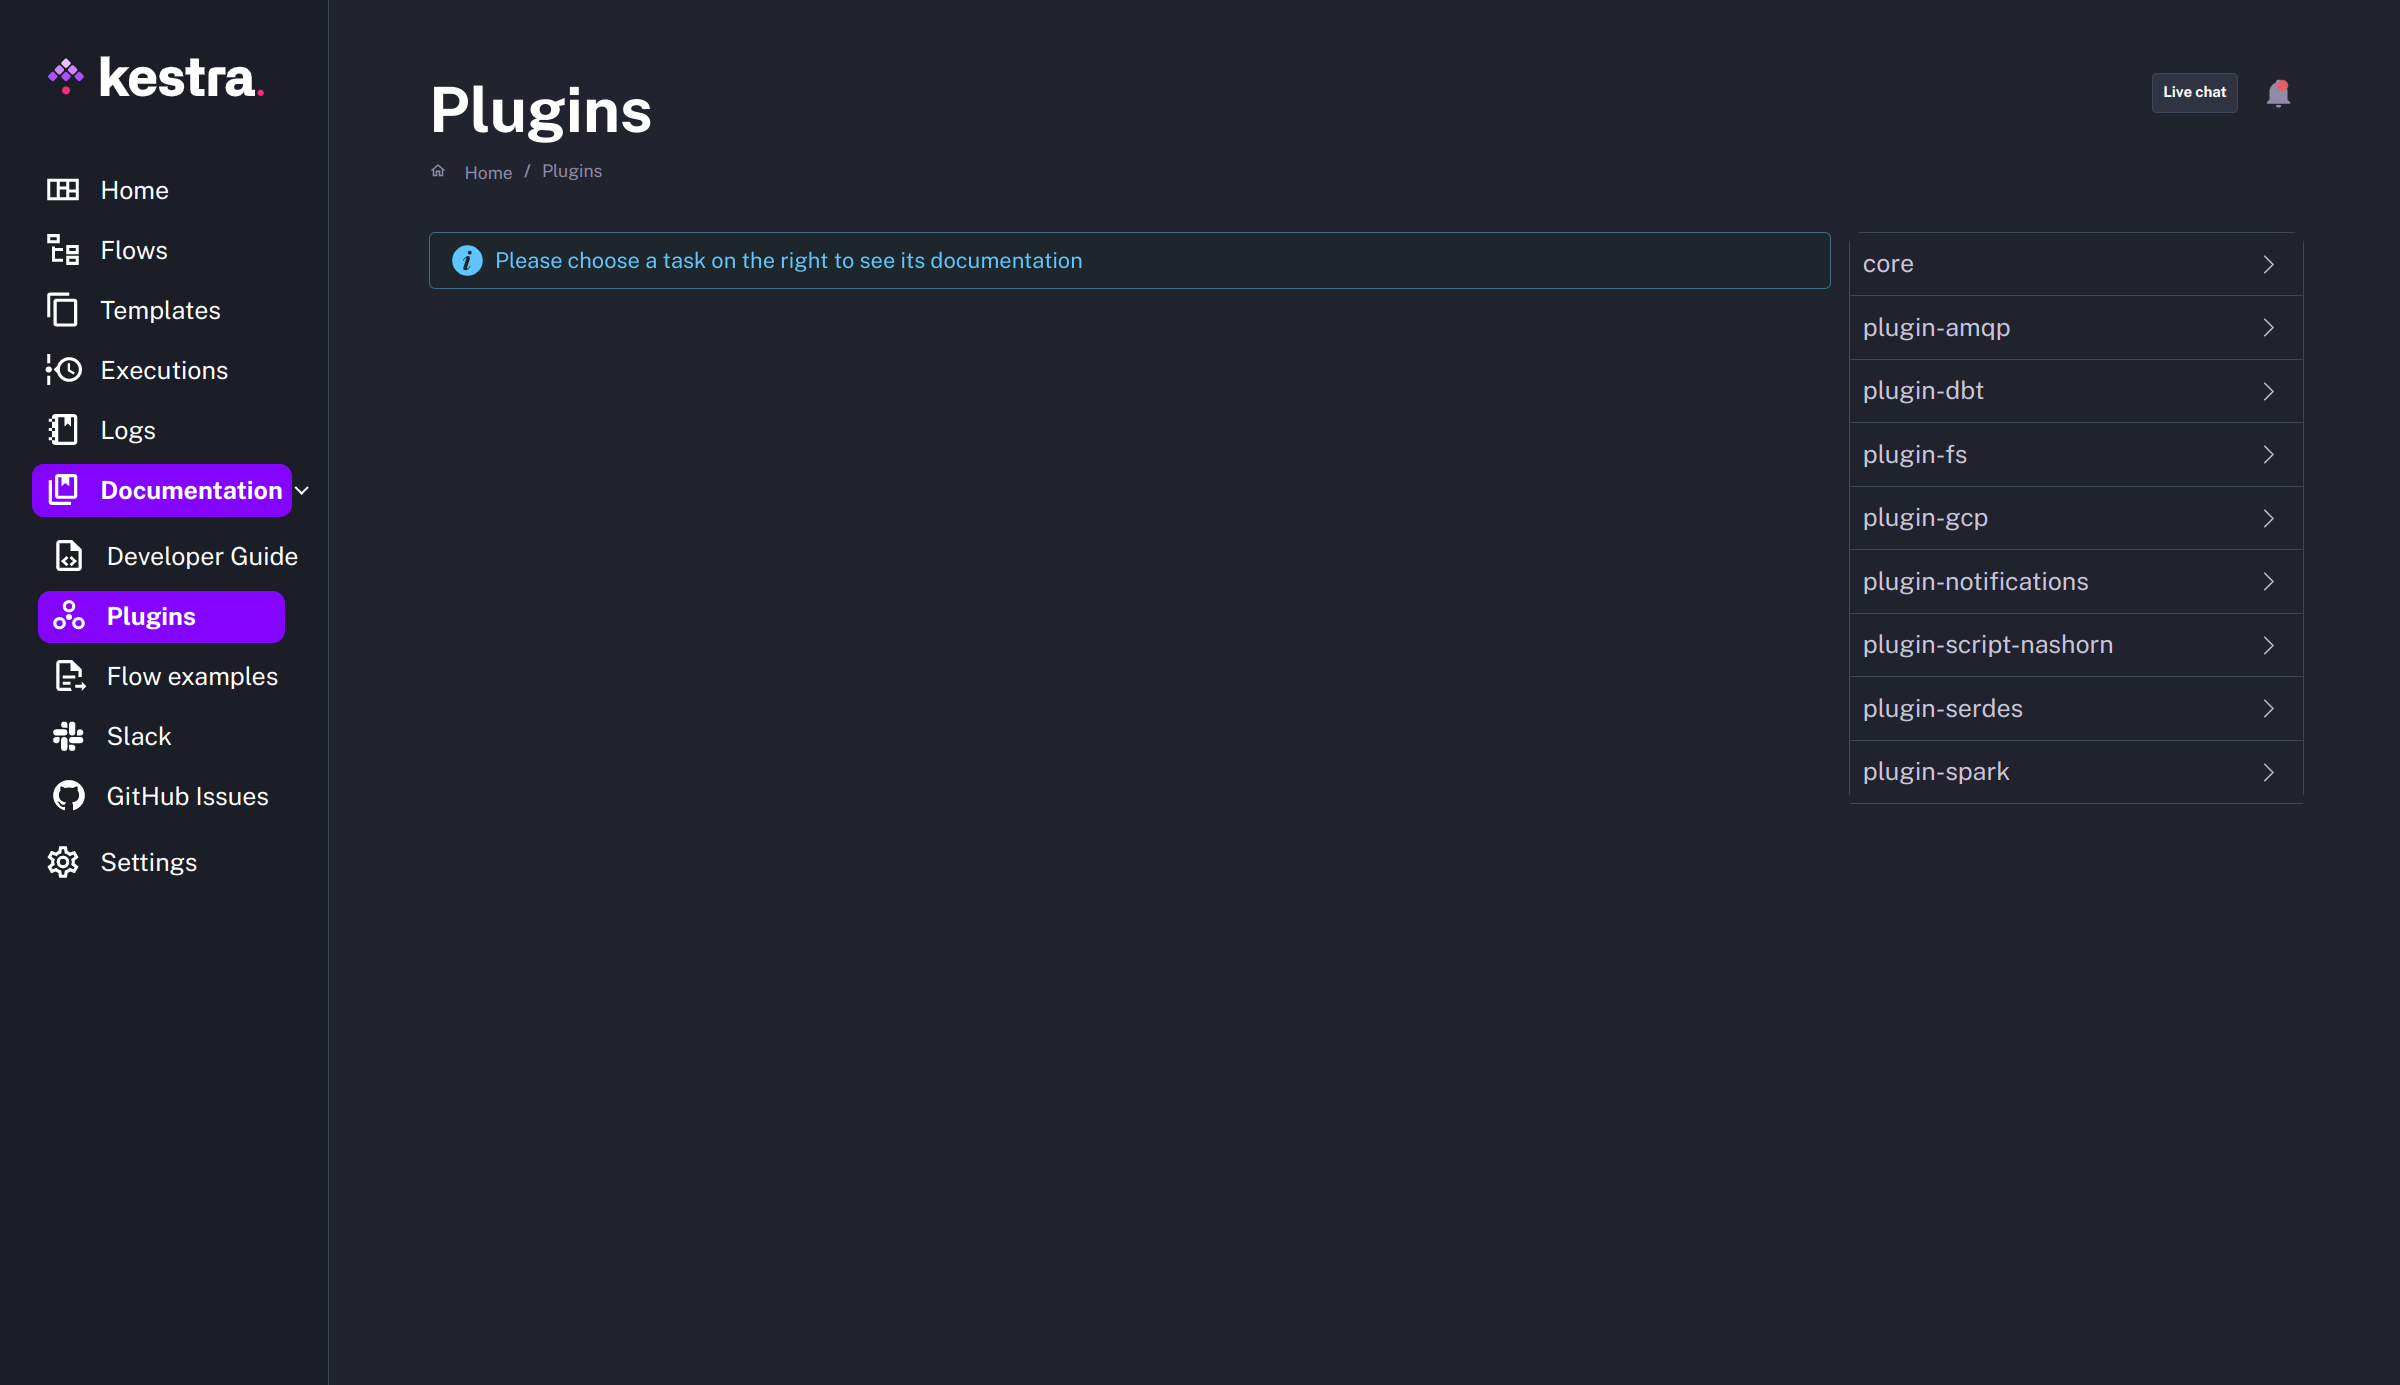 kestra.
Home
Flows
Templates
Executions
Logs
Documentation
Developer Guide
Plugins
Flow examples
Slack
GitHub Issues
Settings
Plugins
Home / Plugins
Live chat
Please choose a task on the right to see its documentation
core
plugin-amqp
plugin-dbt
plugin-fs
plugin-gcp
plugin-notifications
plugin-script-nashorn
plugin-serdes
plugin-spark